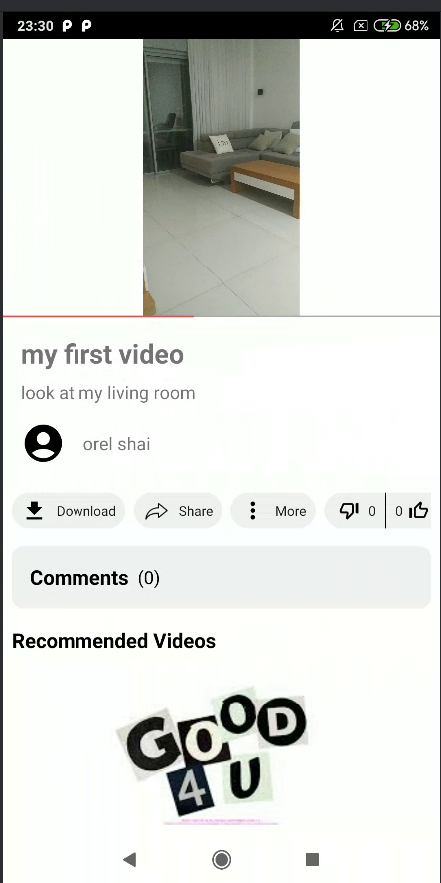 23:30 P P 68%
my first video
look at my living room
orel shai
Download Share More 0 0
Comments (0)
Recommended Videos
GOOD
4 U